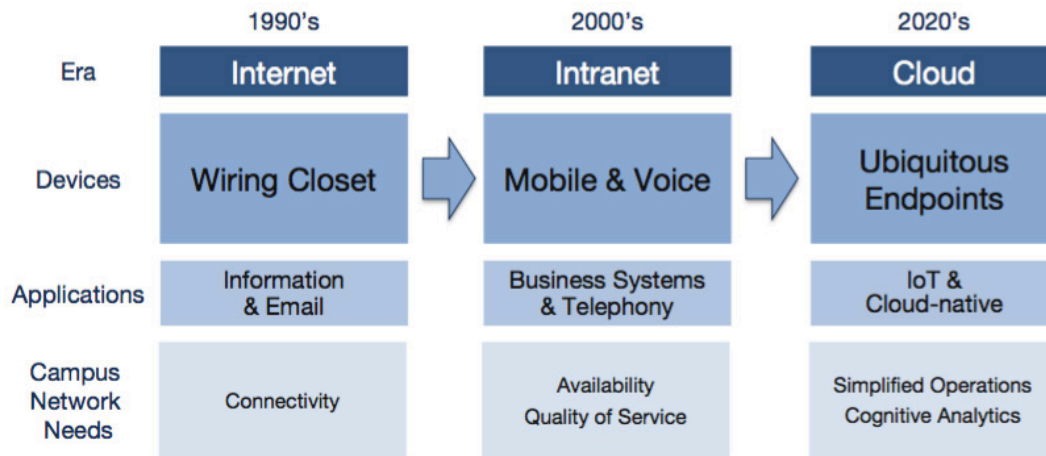 1990's
2000's
2020's
Era
Internet
Intranet
Cloud
Devices
Wiring Closet
Mobile & Voice
Ubiquitous
Endpoints
Applications
Information
& Email
Business Systems
& Telephony
IoT &
Cloud-native
Campus
Network
Needs
Connectivity
Availability
Quality of Service
Simplified Operations
Cognitive Analytics